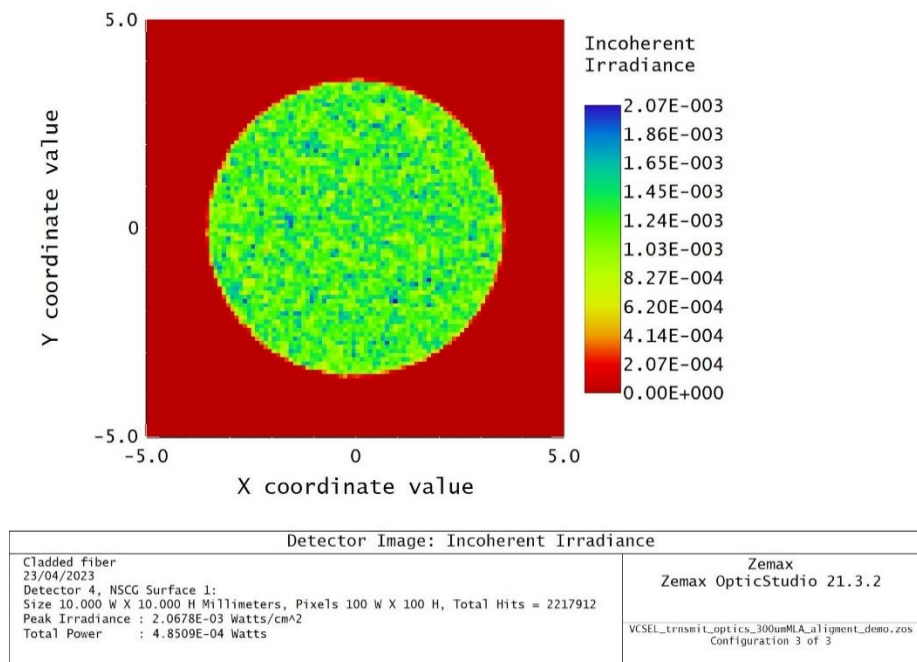 5.0
Y coordinate value
0
-5.0
-5.0
0
5.0
X coordinate value
Incoherent
Irradiance
2.07E-003
1.86E-003
1.65E-003
1.45E-003
1.24E-003
1.03E-003
8.27E-004
6.20E-004
4.14E-004
2.07E-004
0.00E+000
Detector Image: Incoherent Irradiance
Cladded fiber
23/04/2023
Detector 4, NSCG Surface 1:
Size 10.000 W X 10.000 H Millimeters, Pixels 100 W X 100 H, Total Hits = 2217912
Peak Irradiance : 2.0678E-03 Watts/cm^2
Total Power     : 4.8509E-04 Watts
Zemax
Zemax OpticStudio 21.3.2
VCSEL_trnsmit_optics_300umMLA_aligment_demo.zos
Configuration 3 of 3